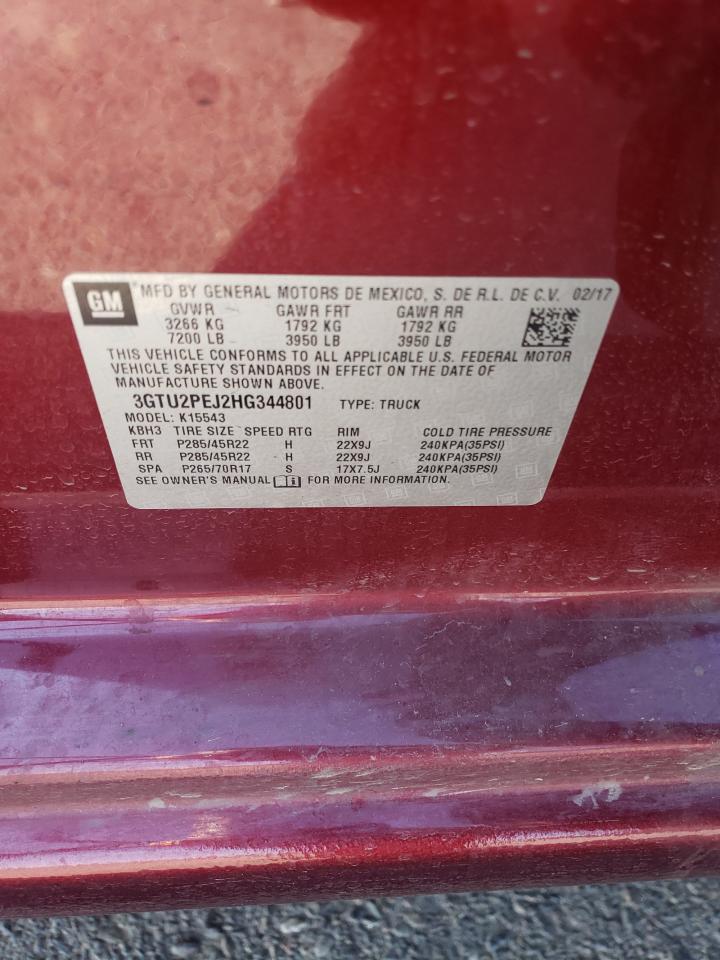 GM MFD BY GENERAL MOTORS DE MEXICO, S. DE R.L. DE C.V. 02/17
GVWR GAWR FRT GAWR RR
3266 KG 1792 KG 1792 KG
7200 LB 3950 LB 3950 LB
THIS VEHICLE CONFORMS TO ALL APPLICABLE U.S. FEDERAL MOTOR
VEHICLE SAFETY STANDARDS IN EFFECT ON THE DATE OF
MANUFACTURE SHOWN ABOVE.
3GTU2PEJ2HG344801 TYPE: TRUCK
MODEL: K15543
KBH3 TIRE SIZE SPEED RTG RIM COLD TIRE PRESSURE
FRT P285/45R22 H 22X9J 240KPA(35PSI)
RR P285/45R22 H 22X9J 240KPA(35PSI)
SPA P265/70R17 S 17X7.5J 240KPA(35PSI)
SEE OWNER'S MANUAL i FOR MORE INFORMATION.